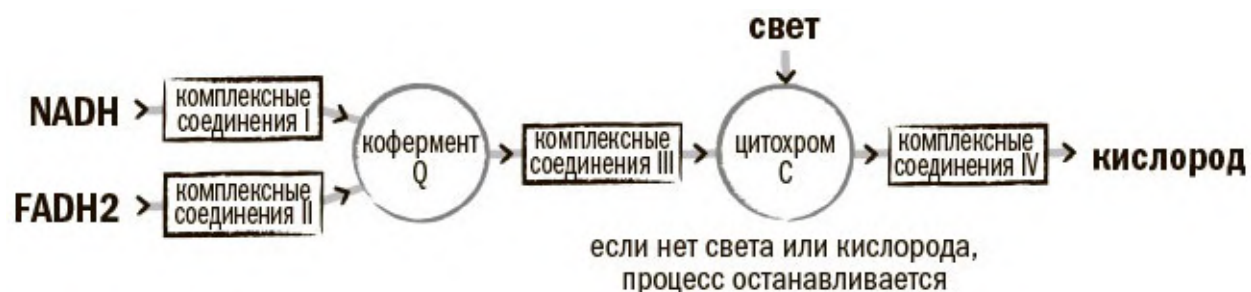 свет
NADH
комплексные
соединения I
кофермент
Q
комплексные
соединения III
цитохром
C
комплексные
соединения IV
кислород
FADH2
комплексные
соединения II
если нет света или кислорода,
процесс останавливается